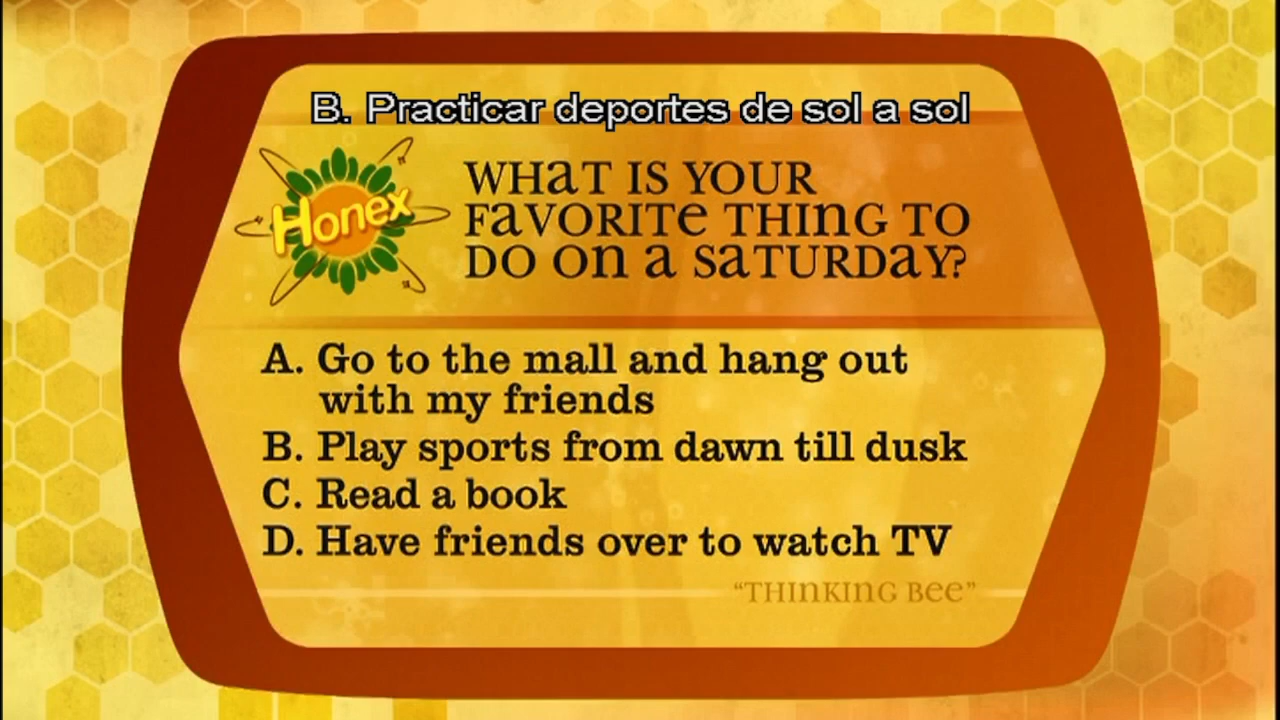 B. Practicar deportes de sol a sol
Honex
WHAT IS YOUR
FAVORITE THING TO
DO ON A SATURDAY?
A. Go to the mall and hang out
with my friends
B. Play sports from dawn till dusk
C. Read a book
D. Have friends over to watch TV
“THINKING BEE”